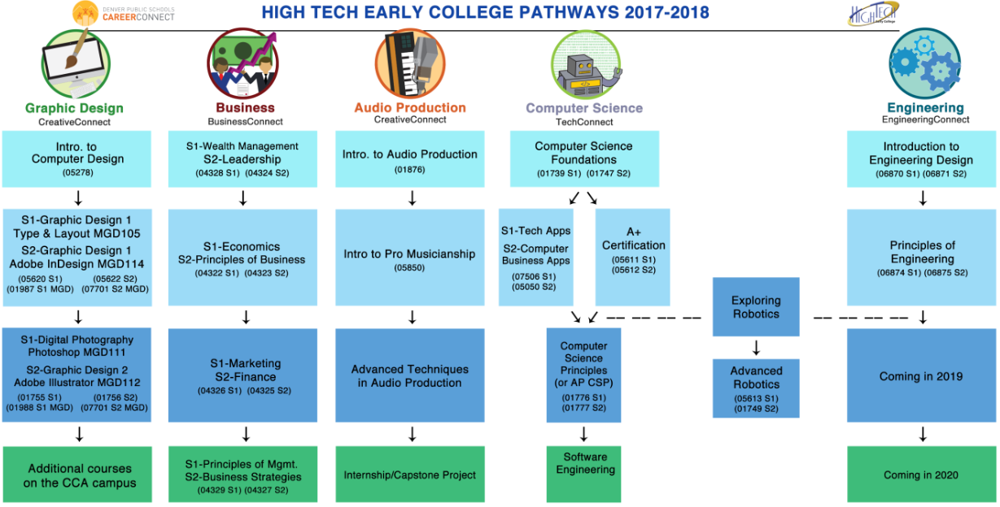 DENVER PUBLIC SCHOOLS
CAREERCONNECT
HIGH TECH EARLY COLLEGE PATHWAYS 2017-2018
HIGHTECH
Early College
Graphic Design
CreativeConnect
Intro. to
Computer Design
(05278)
S1-Graphic Design 1
Type & Layout MGD105
S2-Graphic Design 1
Adobe InDesign MGD114
(05620 S1) (05622 S2)
(01987 S1 MGD) (07701 S2 MGD)
S1-Digital Photography
Photoshop MGD111
S2-Graphic Design 2
Adobe Illustrator MGD112
(01755 S1) (01756 S2)
(01988 S1 MGD) (07701 S2 MGD)
Additional courses
on the CCA campus
Business
BusinessConnect
S1-Wealth Management
S2-Leadership
(04328 S1) (04324 S2)
S1-Economics
S2-Principles of Business
(04322 S1) (04323 S2)
S1-Marketing
S2-Finance
(04326 S1) (04325 S2)
S1-Principles of Mgmt.
S2-Business Strategies
(04329 S1) (04327 S2)
Audio Production
CreativeConnect
Intro. to Audio Production
(01876)
Intro to Pro Musicianship
(05850)
Advanced Techniques
in Audio Production
Internship/Capstone Project
Computer Science
TechConnect
Computer Science
Foundations
(01739 S1) (01747 S2)
S1-Tech Apps
S2-Computer
Business Apps
(07506 S1)
(05050 S2)
A+
Certification
(05611 S1)
(05612 S2)
Computer
Science
Principles
(or AP CSP)
(01776 S1)
(01777 S2)
Software
Engineering
Exploring
Robotics
Advanced
Robotics
(05613 S1)
(01749 S2)
Engineering
EngineeringConnect
Introduction to
Engineering Design
(06870 S1) (06871 S2)
Principles of
Engineering
(06874 S1) (06875 S2)
Coming in 2019
Coming in 2020